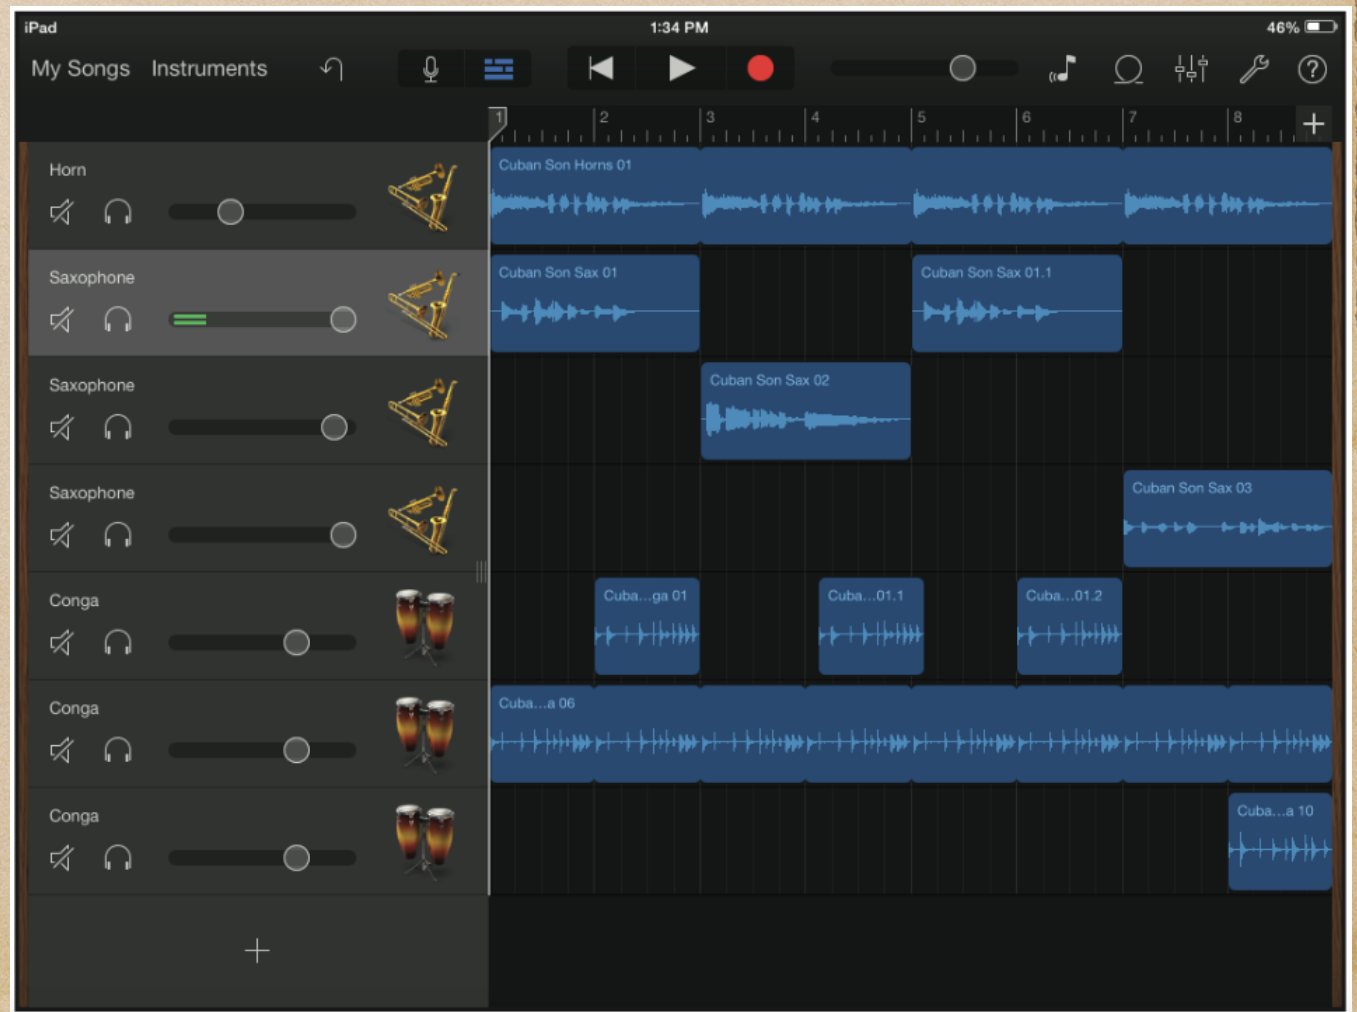 iPad 1:34 PM 46%
My Songs Instruments ?
1 2 3 4 5 6 7 8 +
Horn
Cuban Son Horns 01
Saxophone
Cuban Son Sax 01 Cuban Son Sax 01.1
Saxophone
Cuban Son Sax 02
Saxophone
Cuban Son Sax 03
Conga
Cuba...ga 01 Cuba...01.1 Cuba...01.2
Conga
Cuba...a 06
Conga
Cuba...a 10
+